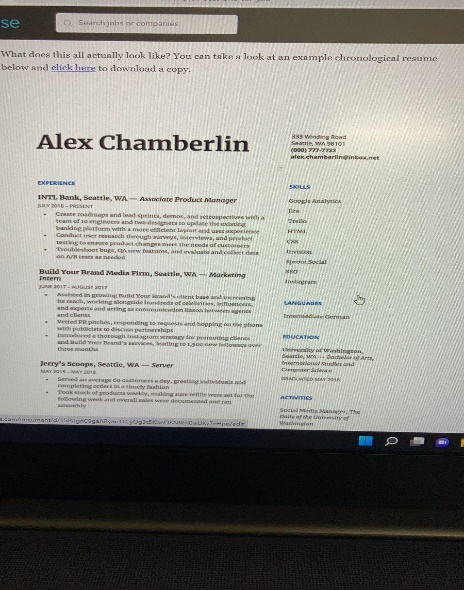 se
Search jobs or companies
What does this all actually look like? You can take a look at an example chronological resume
below and click here to download a copy.
Alex Chamberlin
333 Winding Road
Seattle, WA 98101
(000) 777-7733
alex.chamberlin@inbox.net
EXPERIENCE
INTL Bank, Seattle, WA — Associate Product Manager
JULY 2018 - PRESENT
Create roadmaps and lead sprints, demos, and retrospectives with a
team of 10 engineers and two designers to update the existing
banking platform with a more efficient layout and user experience
Conduct user research through surveys, interviews, and product
testing to ensure product changes meet the needs of customers
Troubleshoot bugs, QA new features, and evaluate and collect data
on A/B tests as needed
Build Your Brand Media Firm, Seattle, WA — Marketing
Intern
JUNE 2017 - AUGUST 2017
Assisted in growing Build Your Brand's client base and increasing
its reach, working alongside hundreds of celebrities, influencers,
and experts and acting as communication liaison between agents
and clients
Vetted PR pitches, responding to requests and hopping on the phone
with publicists to discuss partnerships
Introduced a thorough Instagram strategy for promoting clients
and Build Your Brand's services, leading to 1,500 new followers over
three months
Jerry's Scoops, Seattle, WA — Server
MAY 2015 - MAY 2016
Served an average 60 customers a day, greeting individuals and
completing orders in a timely fashion
Took stock of products weekly, making sure refills were set for the
following week and overall sales were documented and ran
smoothly
SKILLS
Google Analytics
Jira
Trello
HTML
CSS
Invision
Sprout Social
SEO
Instagram
LANGUAGES
Intermediate German
EDUCATION
University of Washington,
Seattle, WA — Bachelor of Arts,
International Studies and
Computer Science
GRADUATED MAY 2018
ACTIVITIES
Social Media Manager, The
Daily of the University of
Washington